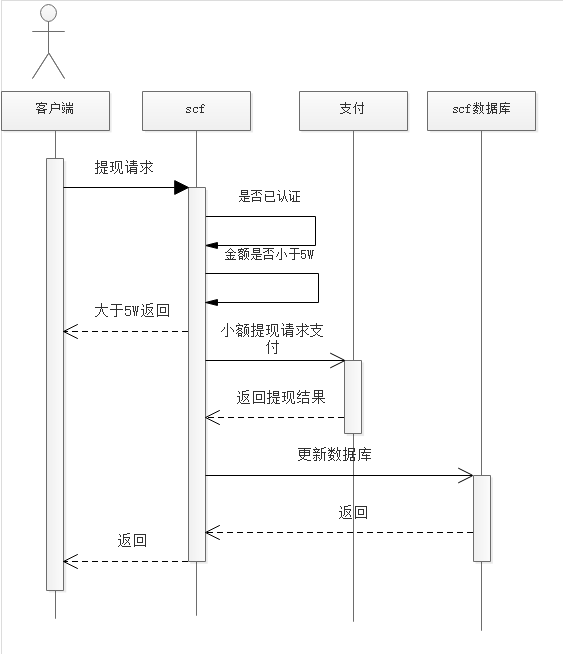 客户端
scf
支付
scf数据库
提现请求
是否已认证
金额是否小于5W
大于5W返回
小额提现请求支
付
返回提现结果
更新数据库
返回
返回